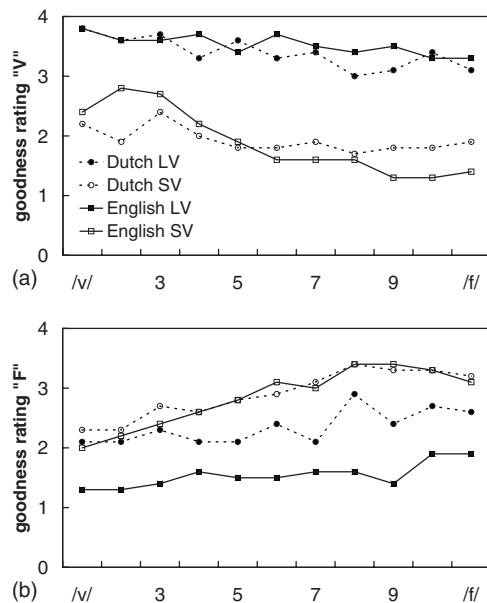 4
3
2
1
0
goodness rating "V"
Dutch LV
Dutch SV
English LV
English SV
(a)
/v/ 3 5 7 9 /f/
4
3
2
1
0
goodness rating "F"
(b)
/v/ 3 5 7 9 /f/